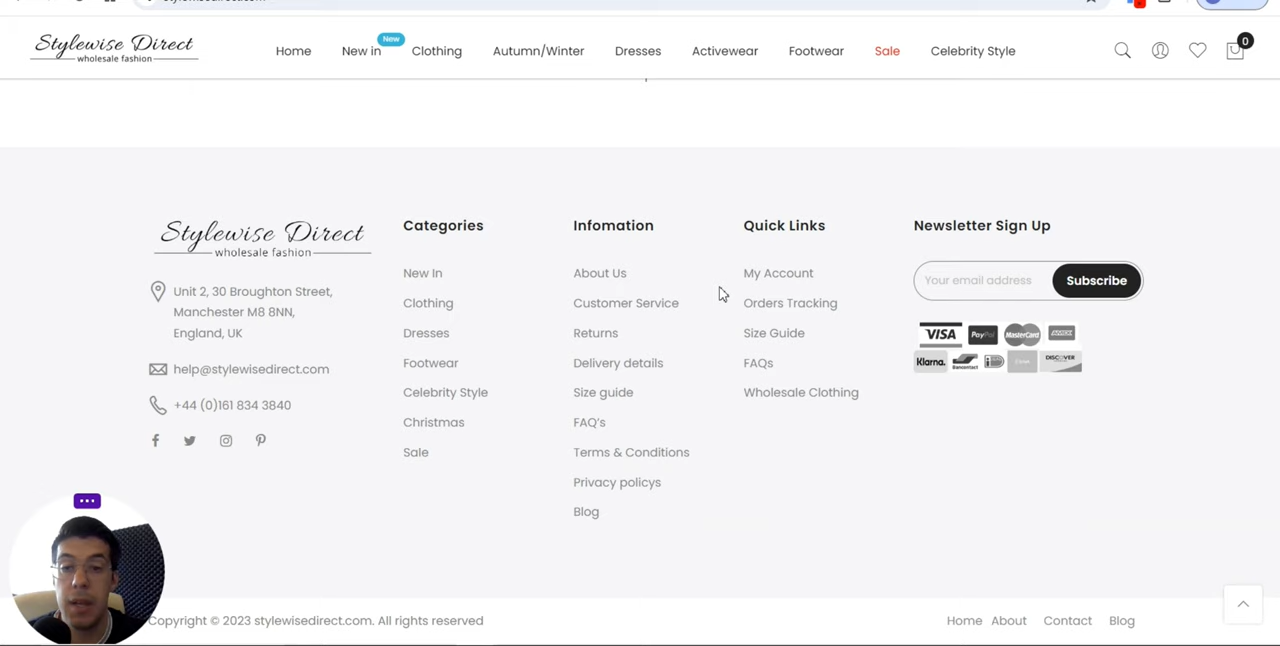 Stylewise Direct
wholesale fashion
Home
New in
New
Clothing
Autumn/Winter
Dresses
Activewear
Footwear
Sale
Celebrity Style
0
Stylewise Direct
wholesale fashion
Unit 2, 30 Broughton Street,
Manchester M8 8NN,
England, UK
help@stylewisedirect.com
+44 (0)161 834 3840
Categories
New In
Clothing
Dresses
Footwear
Celebrity Style
Christmas
Sale
Infomation
About Us
Customer Service
Returns
Delivery details
Size guide
FAQ's
Terms & Conditions
Privacy policys
Blog
Quick Links
My Account
Orders Tracking
Size Guide
FAQs
Wholesale Clothing
Newsletter Sign Up
Your email address
Subscribe
VISA
PayPal
MasterCard
Klarna.
Bancontact
iD
DISCOVER
Copyright © 2023 stylewisedirect.com. All rights reserved
Home
About
Contact
Blog